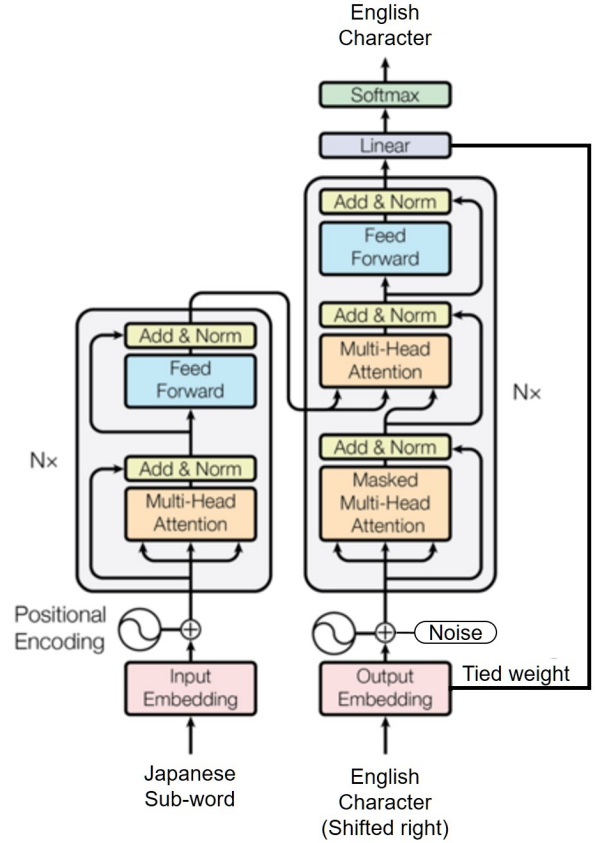 English
Character
Softmax
Linear
Add & Norm
Feed
Forward
Add & Norm
Multi-Head
Attention
Add & Norm
Masked
Multi-Head
Attention
Nx
Add & Norm
Feed
Forward
Add & Norm
Multi-Head
Attention
Nx
Positional
Encoding
Noise
Input
Embedding
Output
Embedding
Tied weight
Japanese
Sub-word
English
Character
(Shifted right)